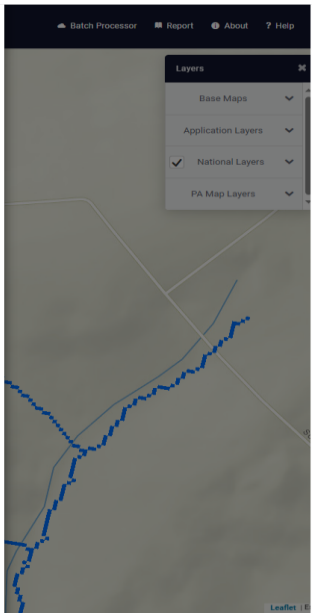 Batch Processor Report About ? Help
Layers ✖
Base Maps
Application Layers
National Layers
PA Map Layers
Leaflet